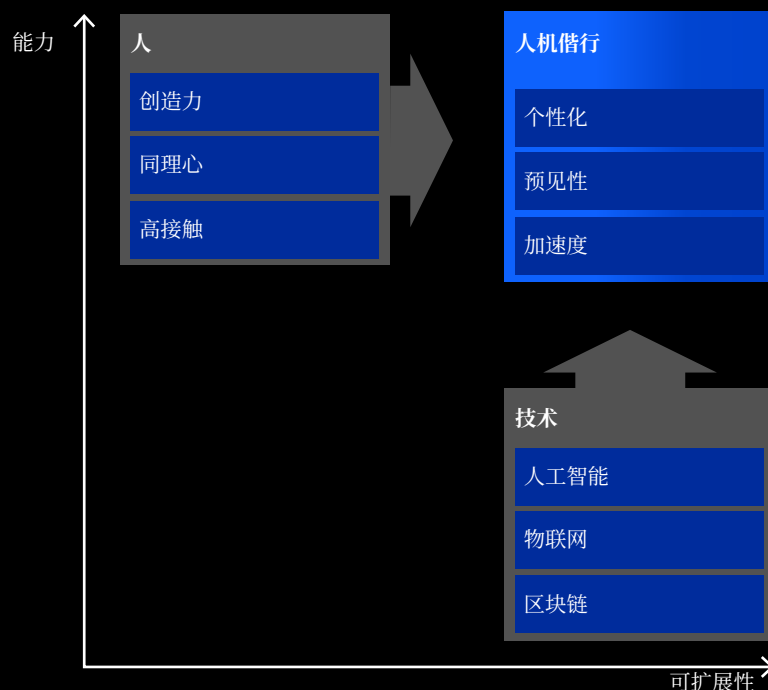 能力
人
创造力
同理心
高接触
人机偕行
个性化
预见性
加速度
技术
人工智能
物联网
区块链
可扩展性